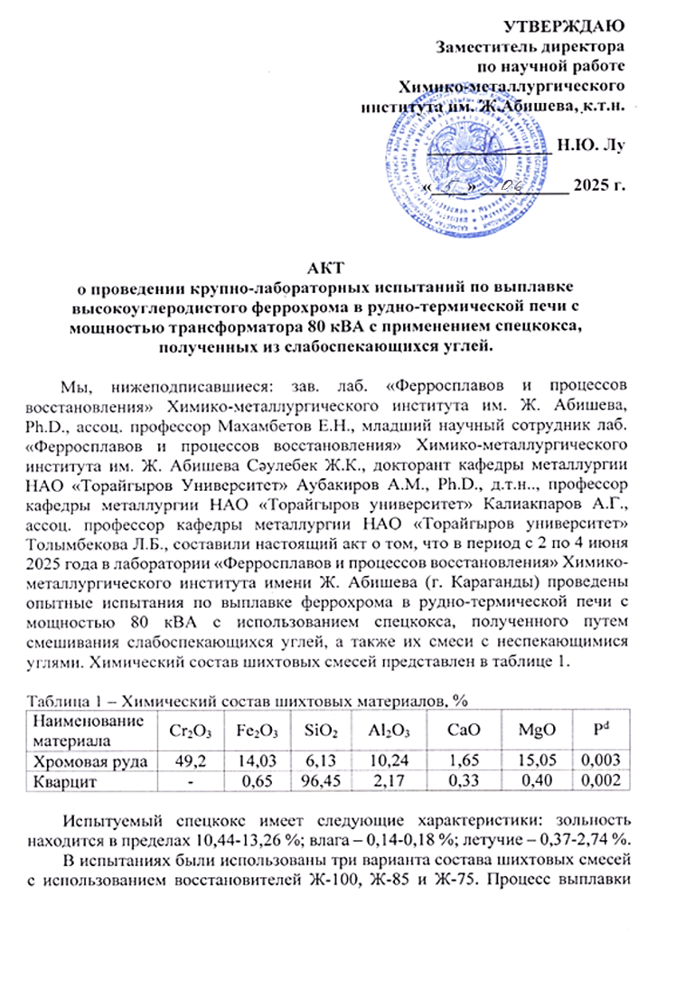 УТВЕРЖДАЮ
Заместитель директора
по научной работе
Химико-металлургического
института им. Ж.Абишева, к.т.н.
Н.Ю. Лу
« 5 » 06 2025 г.
АКТ
о проведении крупно-лабораторных испытаний по выплавке
высокоуглеродистого феррохрома в рудно-термической печи с
мощностью трансформатора 80 кВА с применением спецкокса,
полученных из слабоспекающихся углей.
Мы, нижеподписавшиеся: зав. лаб. «Ферросплавов и процессов
восстановления» Химико-металлургического института им. Ж. Абишева,
Ph.D., ассоц. профессор Махамбетов Е.Н., младший научный сотрудник лаб.
«Ферросплавов и процессов восстановления» Химико-металлургического
института им. Ж. Абишева Сәулебек Ж.К., докторант кафедры металлургии
НАО «Торайгыров Университет» Аубакиров А.М., Ph.D., д.т.н.., профессор
кафедры металлургии НАО «Торайгыров университет» Калиакпаров А.Г.,
ассоц. профессор кафедры металлургии НАО «Торайгыров университет»
Толымбекова Л.Б., составили настоящий акт о том, что в период с 2 по 4 июня
2025 года в лаборатории «Ферросплавов и процессов восстановления» Химико-
металлургического института имени Ж. Абишева (г. Караганды) проведены
опытные испытания по выплавке феррохрома в рудно-термической печи с
мощностью 80 кВА с использованием спецкокса, полученного путем
смешивания слабоспекающихся углей, а также их смеси с неспекающимися
углями. Химический состав шихтовых смесей представлен в таблице 1.
Таблица 1 – Химический состав шихтовых материалов, %
Наименование материала Cr₂O₃ Fe₂O₃ SiO₂ Al₂O₃ CaO MgO Pᵈ
Хромовая руда 49,2 14,03 6,13 10,24 1,65 15,05 0,003
Кварцит - 0,65 96,45 2,17 0,33 0,40 0,002
Испытуемый спецкокс имеет следующие характеристики: зольность
находится в пределах 10,44-13,26 %; влага – 0,14-0,18 %; летучие – 0,37-2,74 %.
В испытаниях были использованы три варианта состава шихтовых смесей
с использованием восстановителей Ж-100, Ж-85 и Ж-75. Процесс выплавки